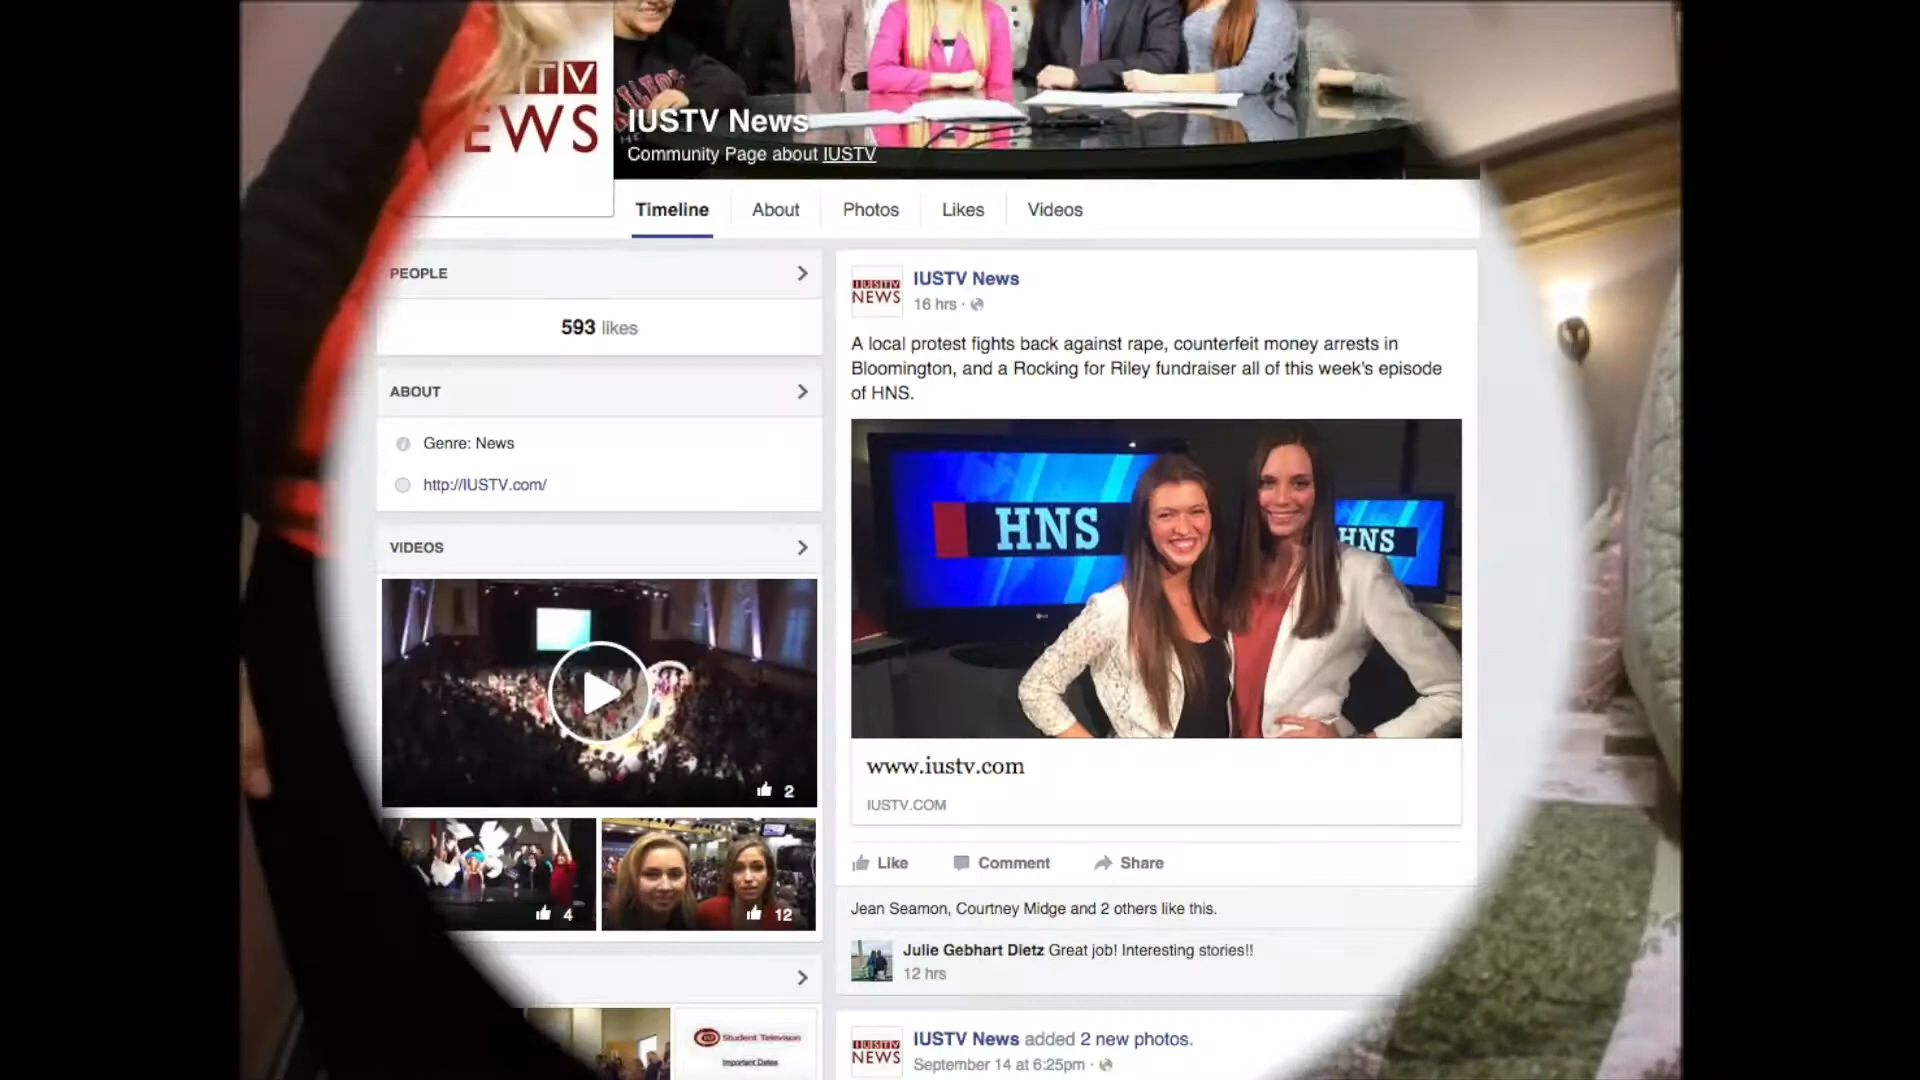 TV
EWS
IUSTV News
Community Page about IUSTV
Timeline
About
Photos
Likes
Videos
PEOPLE
593 likes
ABOUT
Genre: News
http://IUSTV.com/
VIDEOS
2
4
12
IUSTV
NEWS
IUSTV News
16 hrs ·
A local protest fights back against rape, counterfeit money arrests in
Bloomington, and a Rocking for Riley fundraiser all of this week's episode
of HNS.
HNS
HNS
www.iustv.com
IUSTV.COM
Like
Comment
Share
Jean Seamon, Courtney Midge and 2 others like this.
Julie Gebhart Dietz Great job! Interesting stories!!
12 hrs
Student Television
Important Dates
IUSTV
NEWS
IUSTV News added 2 new photos.
September 14 at 6:25pm ·